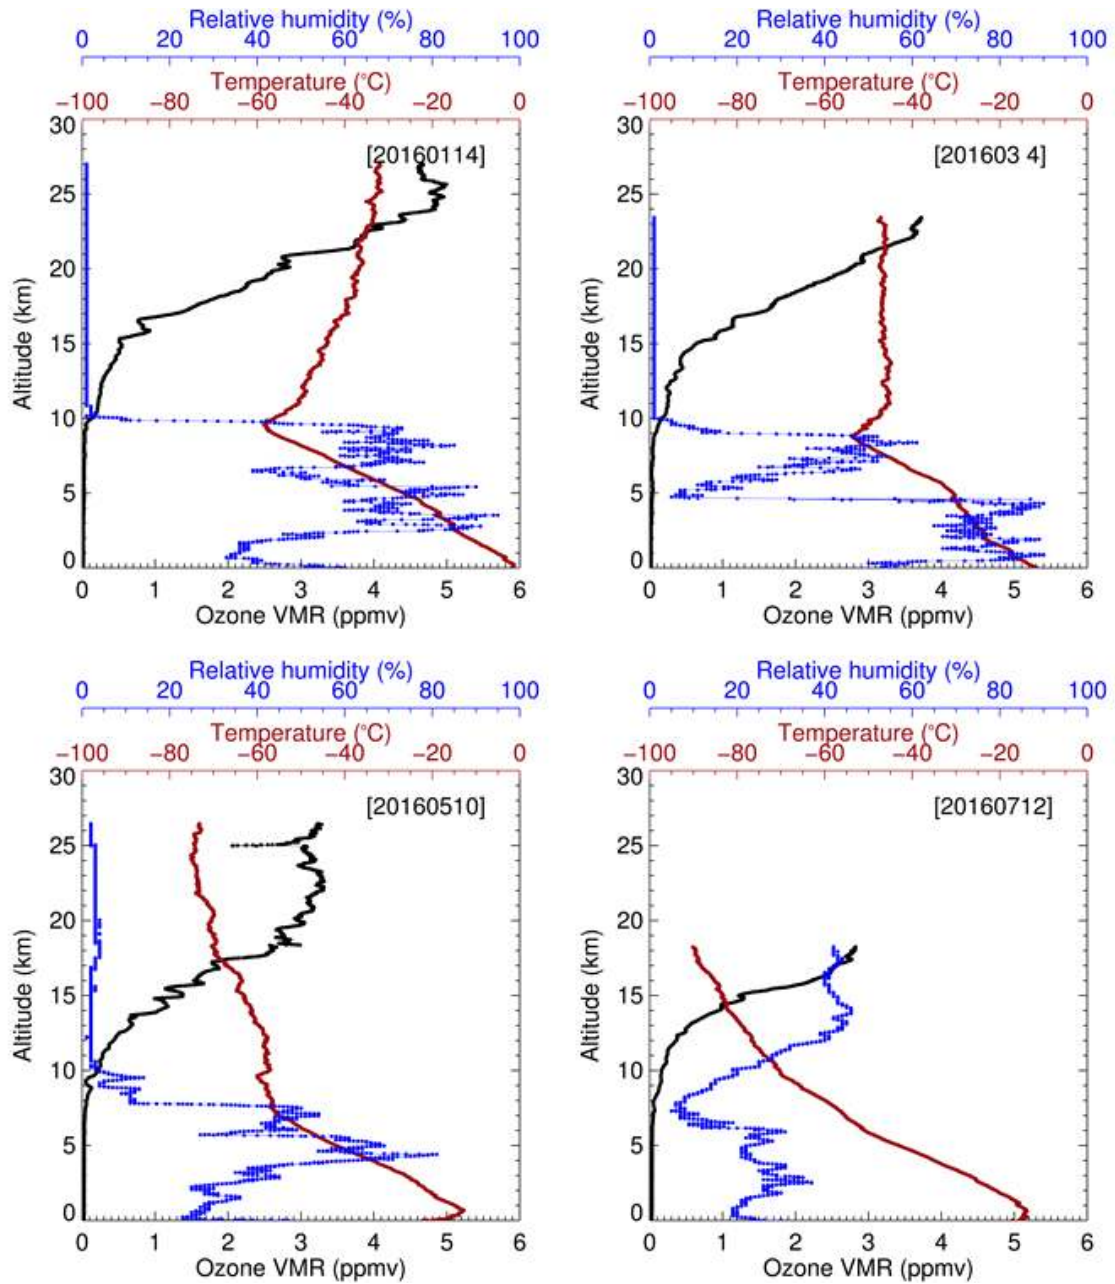 Relative humidity (%)
0 20 40 60 80 100
Temperature (°C)
−100 −80 −60 −40 −20 0
30
[20160114]
25
20
15
10
5
0
Altitude (km)
0 1 2 3 4 5 6
Ozone VMR (ppmv)
Relative humidity (%)
0 20 40 60 80 100
Temperature (°C)
−100 −80 −60 −40 −20 0
30
[201603 4]
25
20
15
10
5
0
Altitude (km)
0 1 2 3 4 5 6
Ozone VMR (ppmv)
Relative humidity (%)
0 20 40 60 80 100
Temperature (°C)
−100 −80 −60 −40 −20 0
30
[20160510]
25
20
15
10
5
0
Altitude (km)
0 1 2 3 4 5 6
Ozone VMR (ppmv)
Relative humidity (%)
0 20 40 60 80 100
Temperature (°C)
−100 −80 −60 −40 −20 0
30
[20160712]
25
20
15
10
5
0
Altitude (km)
0 1 2 3 4 5 6
Ozone VMR (ppmv)